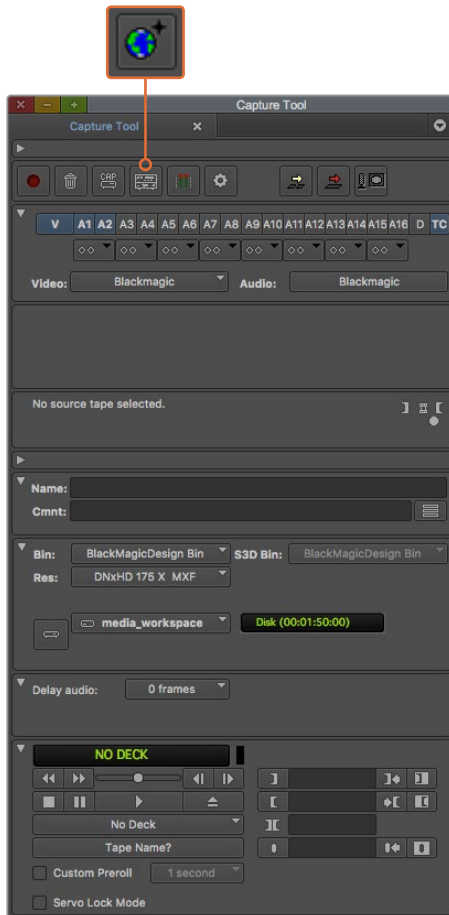 Capture Tool
Capture Tool
CAP
V A1 A2 A3 A4 A5 A6 A7 A8 A9 A10 A11 A12 A13 A14 A15 A16 D TC
Video: Blackmagic Audio: Blackmagic
No source tape selected.
Name:
Cmnt:
Bin: BlackMagicDesign Bin S3D Bin: BlackMagicDesign Bin
Res: DNxHD 175 X MXF
media_workspace Disk (00:01:50:00)
Delay audio: 0 frames
NO DECK
No Deck
Tape Name?
Custom Preroll 1 second
Servo Lock Mode